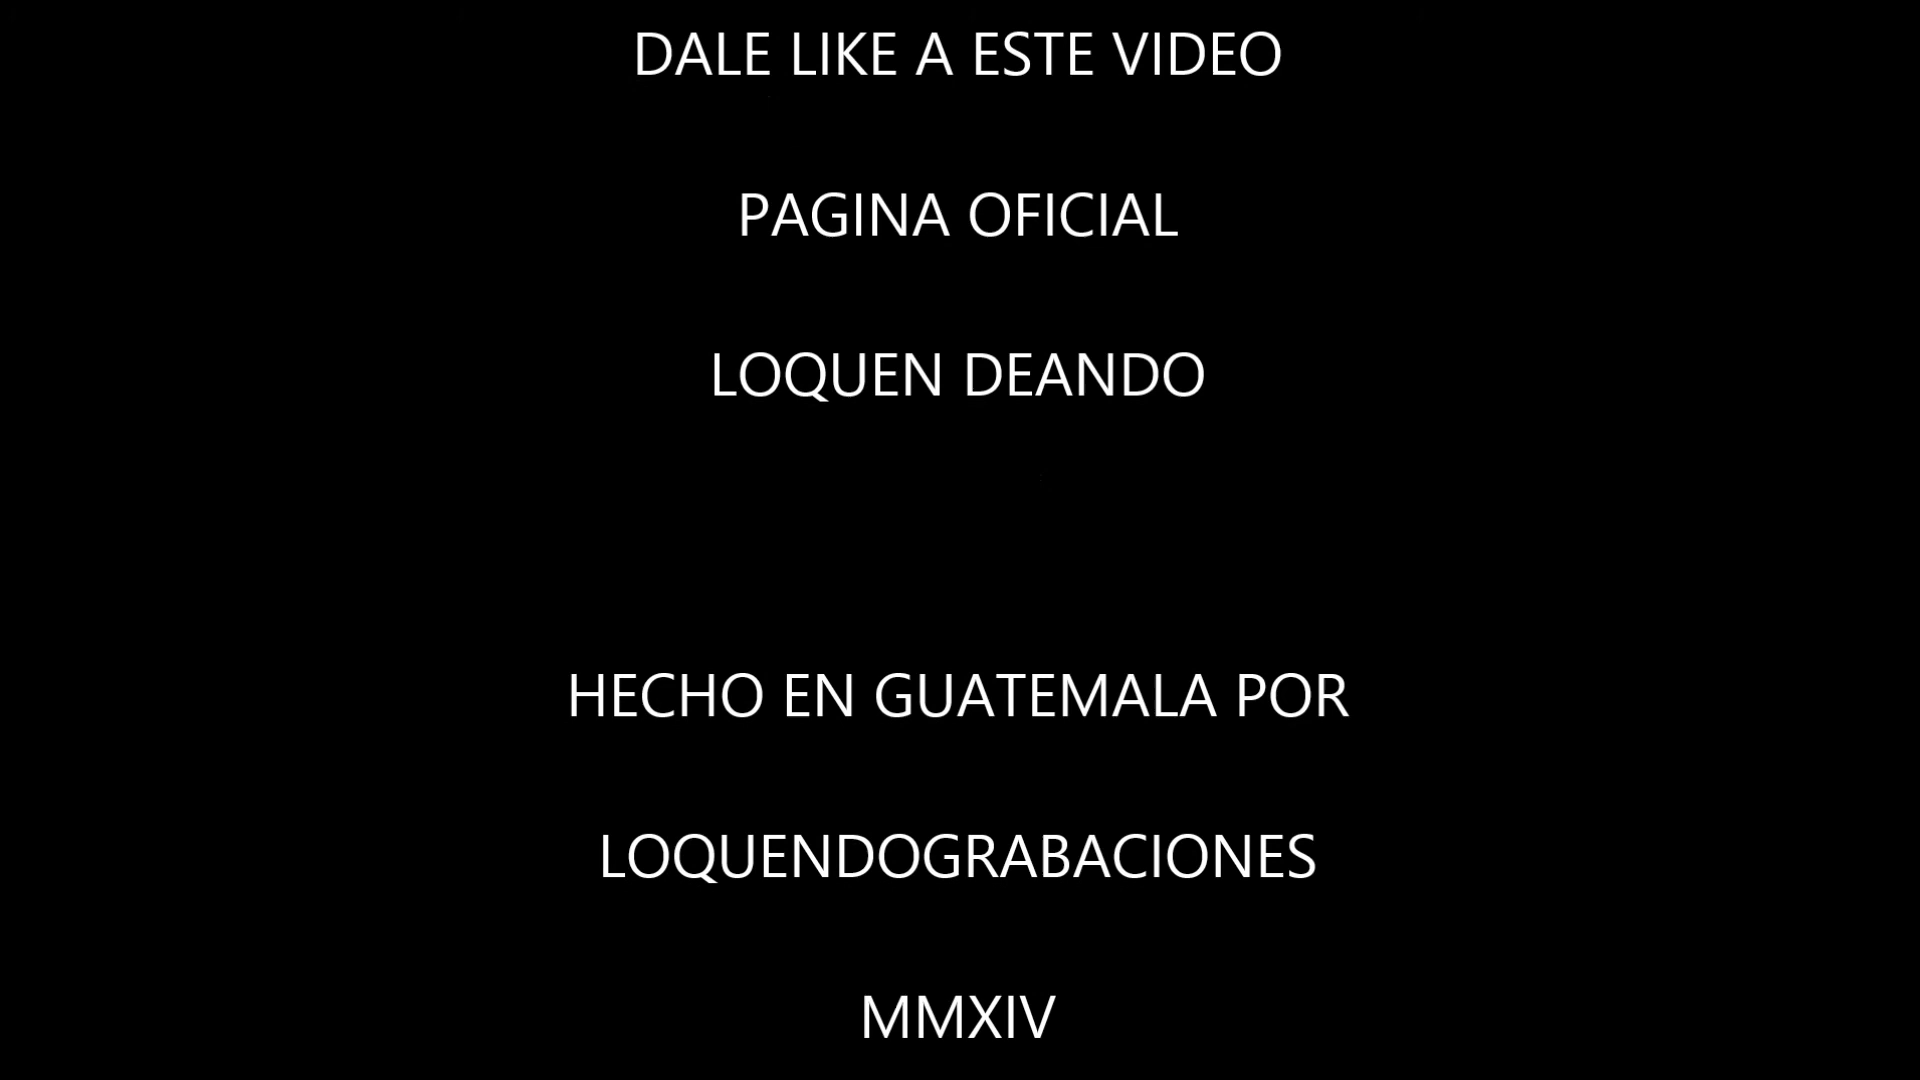 DALE LIKE A ESTE VIDEO
PAGINA OFICIAL
LOQUEN DEANDO
HECHO EN GUATEMALA POR
LOQUENDOGRABACIONES
MMXIV